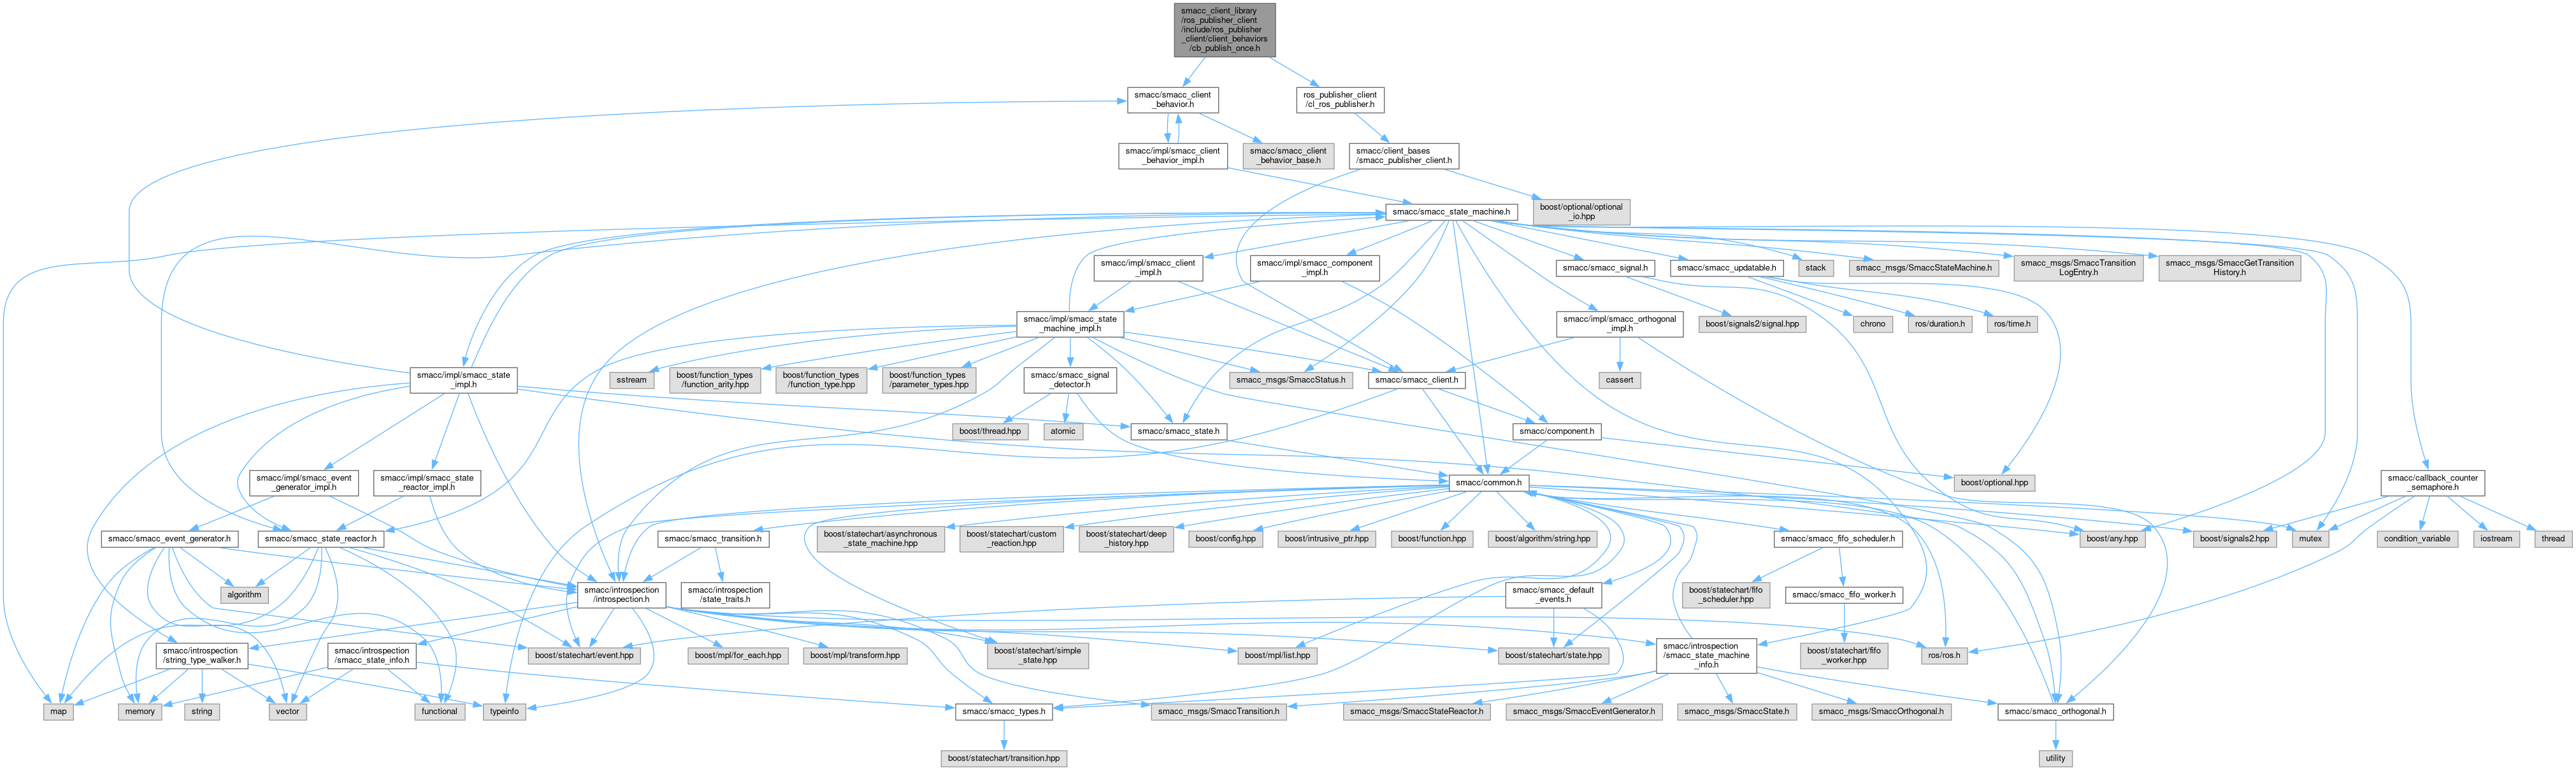 smacc_client_library
/ros_publisher_client
/include/ros_publisher
_client/client_behaviors
/cb_publish_once.h
smacc/smacc_client
_behavior.h
ros_publisher_client
/cl_ros_publisher.h
smacc/impl/smacc_client
_behavior_impl.h
smacc/smacc_client
_behavior_base.h
smacc/client_bases
/smacc_publisher_client.h
smacc/smacc_state_machine.h
boost/optional/optional
_io.hpp
smacc/impl/smacc_client
_impl.h
smacc/impl/smacc_component
_impl.h
smacc/smacc_signal.h
smacc/smacc_updatable.h
stack
smacc_msgs/SmaccStateMachine.h
smacc_msgs/SmaccTransition
LogEntry.h
smacc_msgs/SmaccGetTransition
History.h
smacc/impl/smacc_state
_machine_impl.h
smacc/impl/smacc_orthogonal
_impl.h
boost/signals2/signal.hpp
chrono
ros/duration.h
ros/time.h
smacc/impl/smacc_state
_impl.h
sstream
boost/function_types
/function_arity.hpp
boost/function_types
/function_type.hpp
boost/function_types
/parameter_types.hpp
smacc/smacc_signal
_detector.h
smacc_msgs/SmaccStatus.h
smacc/smacc_client.h
cassert
boost/thread.hpp
atomic
smacc/smacc_state.h
smacc/component.h
smacc/impl/smacc_event
_generator_impl.h
smacc/impl/smacc_state
_reactor_impl.h
smacc/common.h
boost/optional.hpp
smacc/callback_counter
_semaphore.h
smacc/smacc_event_generator.h
smacc/smacc_state_reactor.h
smacc/smacc_transition.h
boost/statechart/asynchronous
_state_machine.hpp
boost/statechart/custom
_reaction.hpp
boost/statechart/deep
_history.hpp
boost/config.hpp
boost/intrusive_ptr.hpp
boost/function.hpp
boost/algorithm/string.hpp
smacc/smacc_fifo_scheduler.h
boost/any.hpp
boost/signals2.hpp
mutex
condition_variable
iostream
thread
algorithm
smacc/introspection
/introspection.h
smacc/introspection
/state_traits.h
smacc/smacc_default
_events.h
boost/statechart/fifo
_scheduler.hpp
smacc/smacc_fifo_worker.h
smacc/introspection
/string_type_walker.h
smacc/introspection
/smacc_state_info.h
boost/statechart/event.hpp
boost/mpl/for_each.hpp
boost/mpl/transform.hpp
boost/statechart/simple
_state.hpp
boost/mpl/list.hpp
boost/statechart/state.hpp
smacc/introspection
/smacc_state_machine
_info.h
boost/statechart/fifo
_worker.hpp
ros/ros.h
map
memory
string
vector
functional
typeinfo
smacc/smacc_types.h
smacc_msgs/SmaccTransition.h
smacc_msgs/SmaccStateReactor.h
smacc_msgs/SmaccEventGenerator.h
smacc_msgs/SmaccState.h
smacc_msgs/SmaccOrthogonal.h
smacc/smacc_orthogonal.h
boost/statechart/transition.hpp
utility